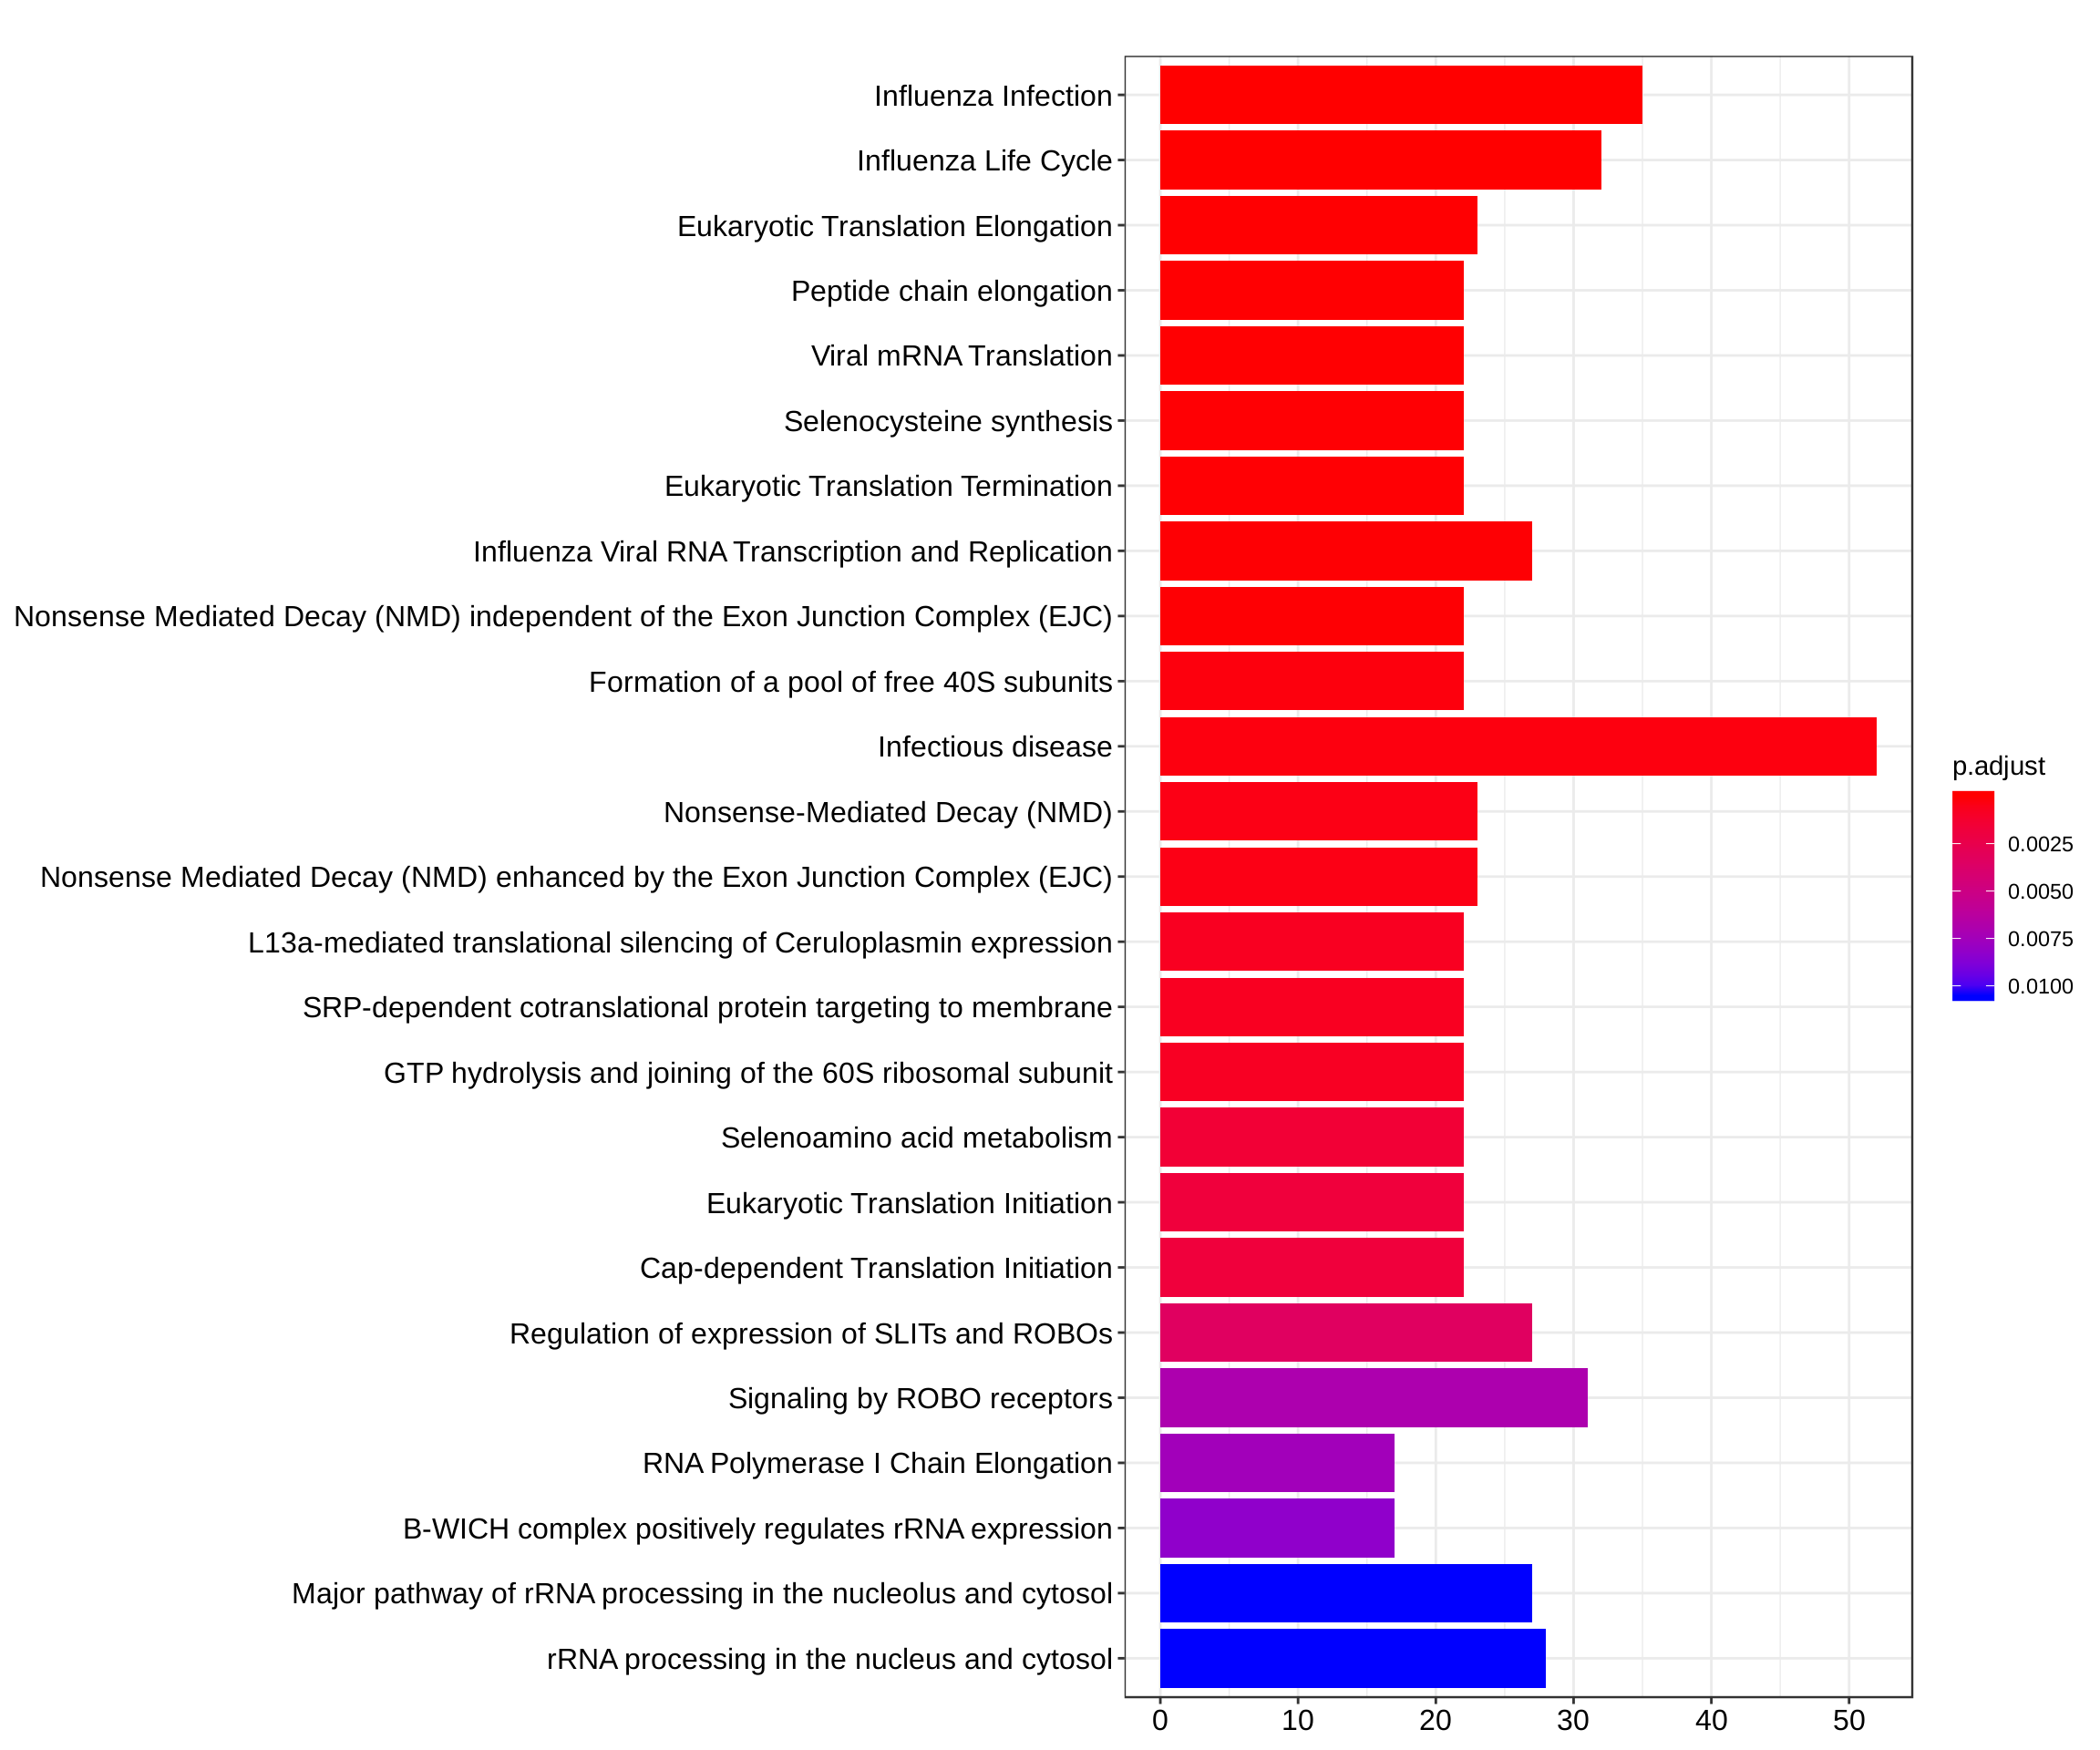 Influenza Infection
Influenza Life Cycle
Eukaryotic Translation Elongation
Peptide chain elongation
Viral mRNA Translation
Selenocysteine synthesis
Eukaryotic Translation Termination
Influenza Viral RNA Transcription and Replication
Nonsense Mediated Decay (NMD) independent of the Exon Junction Complex (EJC)
Formation of a pool of free 40S subunits
Infectious disease
Nonsense-Mediated Decay (NMD)
Nonsense Mediated Decay (NMD) enhanced by the Exon Junction Complex (EJC)
L13a-mediated translational silencing of Ceruloplasmin expression
SRP-dependent cotranslational protein targeting to membrane
GTP hydrolysis and joining of the 60S ribosomal subunit
Selenoamino acid metabolism
Eukaryotic Translation Initiation
Cap-dependent Translation Initiation
Regulation of expression of SLITs and ROBOs
Signaling by ROBO receptors
RNA Polymerase I Chain Elongation
B-WICH complex positively regulates rRNA expression
Major pathway of rRNA processing in the nucleolus and cytosol
rRNA processing in the nucleus and cytosol
0 10 20 30 40 50
p.adjust
0.0025
0.0050
0.0075
0.0100